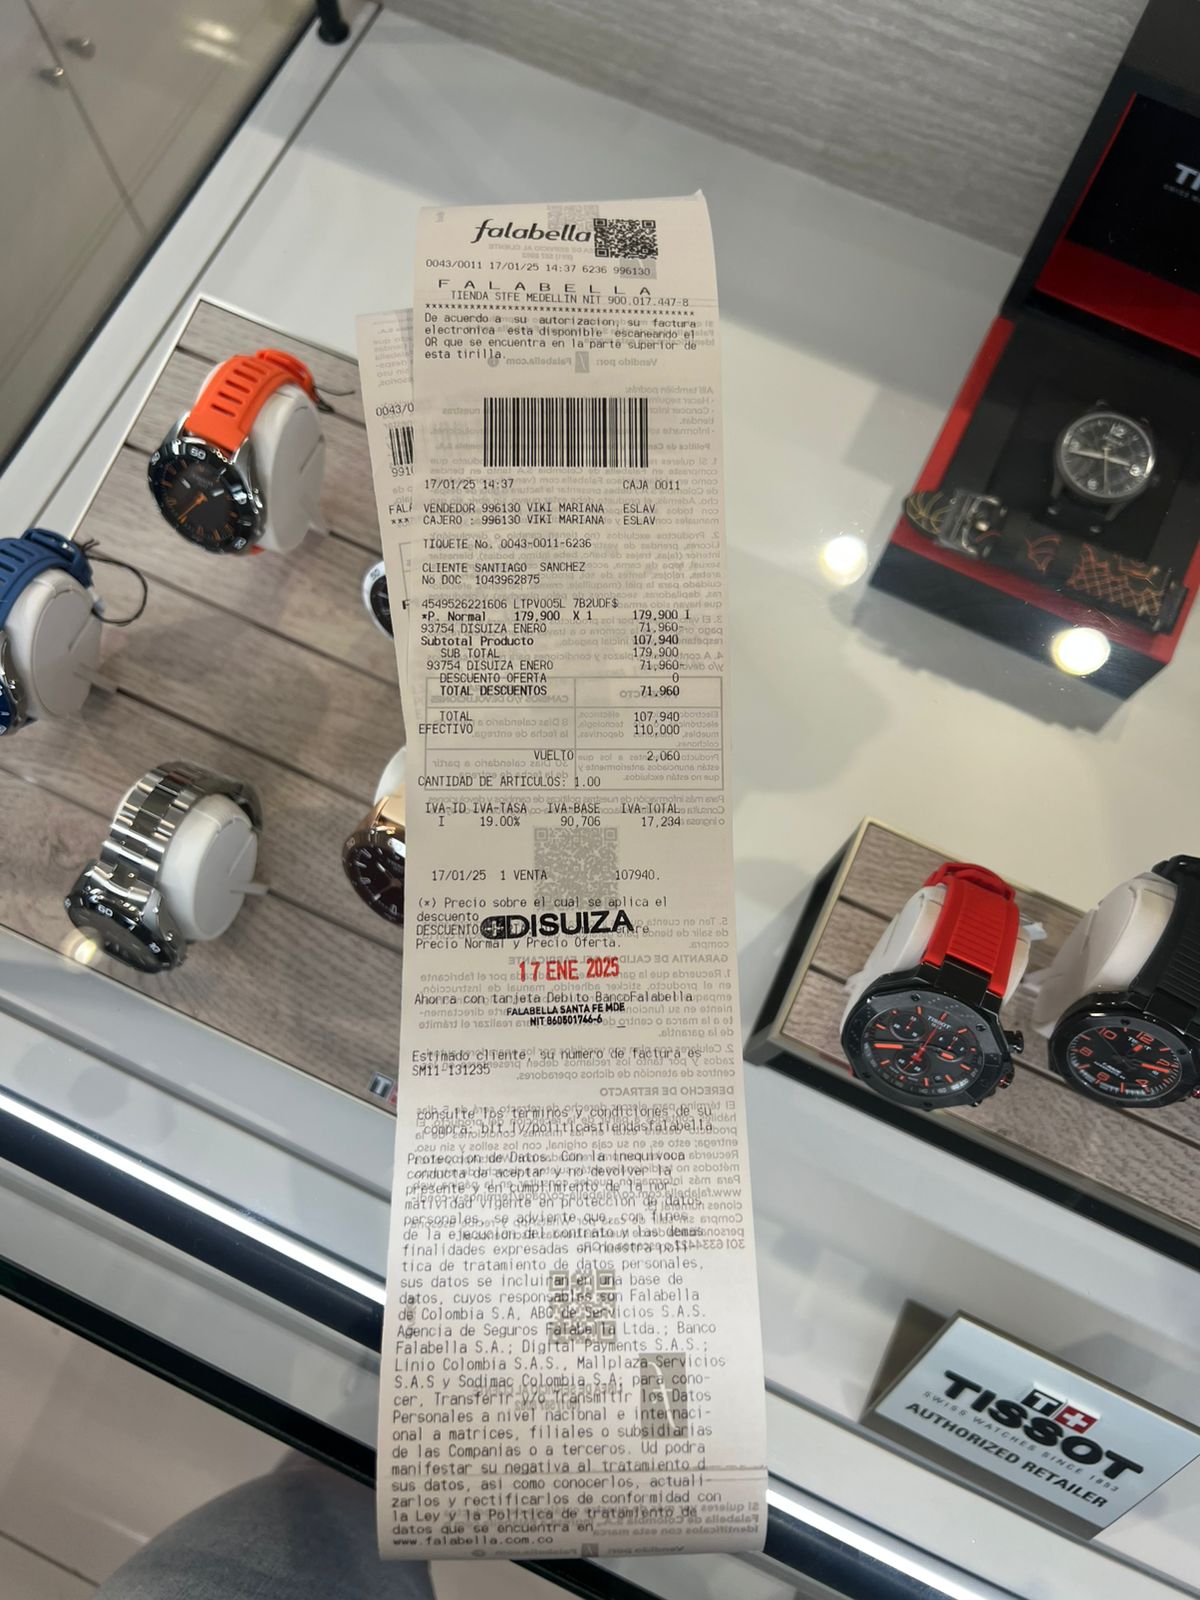 falabella
0043/0011 17/01/25 14:37 6236 996130
F A L A B E L L A
TIENDA STFE MEDELLIN NIT 900.017.447-8
De acuerdo a su autorizacion, su factura
electronica esta disponible escaneando el
QR que se encuentra en la parte superior de
esta tirilla.
17/01/25 14:37 CAJA 0011
VENDEDOR 996130 VIKI MARIANA ESLAV
CAJERO : 996130 VIKI MARIANA ESLAV
TIQUETE No. 0043-0011-6236
CLIENTE SANTIAGO SANCHEZ
No DOC 1043962875
4549526221606 LTPV005L 7B2UDF$
*P. Normal 179,900 X 1 179,900 I
93754 DISUIZA ENERO 71,960-
Subtotal Producto 107,940
SUB TOTAL 179,900
93754 DISUIZA ENERO 71,960-
DESCUENTO OFERTA 0
TOTAL DESCUENTOS 71,960
TOTAL 107,940
EFECTIVO 110,000
VUELTO 2,060
CANTIDAD DE ARTICULOS: 1.00
IVA-ID IVA-TASA IVA-BASE IVA-TOTAL
I 19.00% 90,706 17,234
17/01/25 1 VENTA 107940.
(*) Precio sobre el cual se aplica el
descuento
DISUIZA
DESCUENTO
Precio Normal y Precio Oferta.
17 ENE 2025
Ahorra con tarjeta Debito BancoFalabella
FALABELLA SANTA FE MDE
NIT 860501746-6
Estimado cliente, su numero de factura es
SM11-131235
consulte los terminos y condiciones de su
compra: bit.ly/politicastiendasfalabella
Proteccion de Datos. Con la inequivoca
conducta de aceptar y no devolver la
presente y en cumplimiento de la nor
matividad vigente en proteccion de datos
personales, se advierte que, con fines
de la ejecucion del contrato y las demas
finalidades expresadas en nuestra poli-
tica de tratamiento de datos personales,
sus datos se incluiran en una base de
datos, cuyos responsables son Falabella
de Colombia S.A, ABC de Servicios S.A.S.
Agencia de Seguros Falabella Ltda.; Banco
Falabella S.A.; Digital Payments S.A.S.;
Linio Colombia S.A.S., Mallplaza Servicios
S.A.S y Sodimac Colombia S.A; para cono-
cer, Transferir y/o Transmitir los Datos
Personales a nivel nacional e internaci-
onal a matrices, filiales o subsidiarias
de las Companias o a terceros. Ud podra
manifestar su negativa al tratamiento d
sus datos, asi como conocerlos, actuali-
zarlos y rectificarlos de conformidad con
la Ley y la Politica de tratamiento de
datos que se encuentra en
www.falabella.com.co
0043/0
991
FALA
TISSOT
SWISS WATCHES SINCE 1853
AUTHORIZED RETAILER